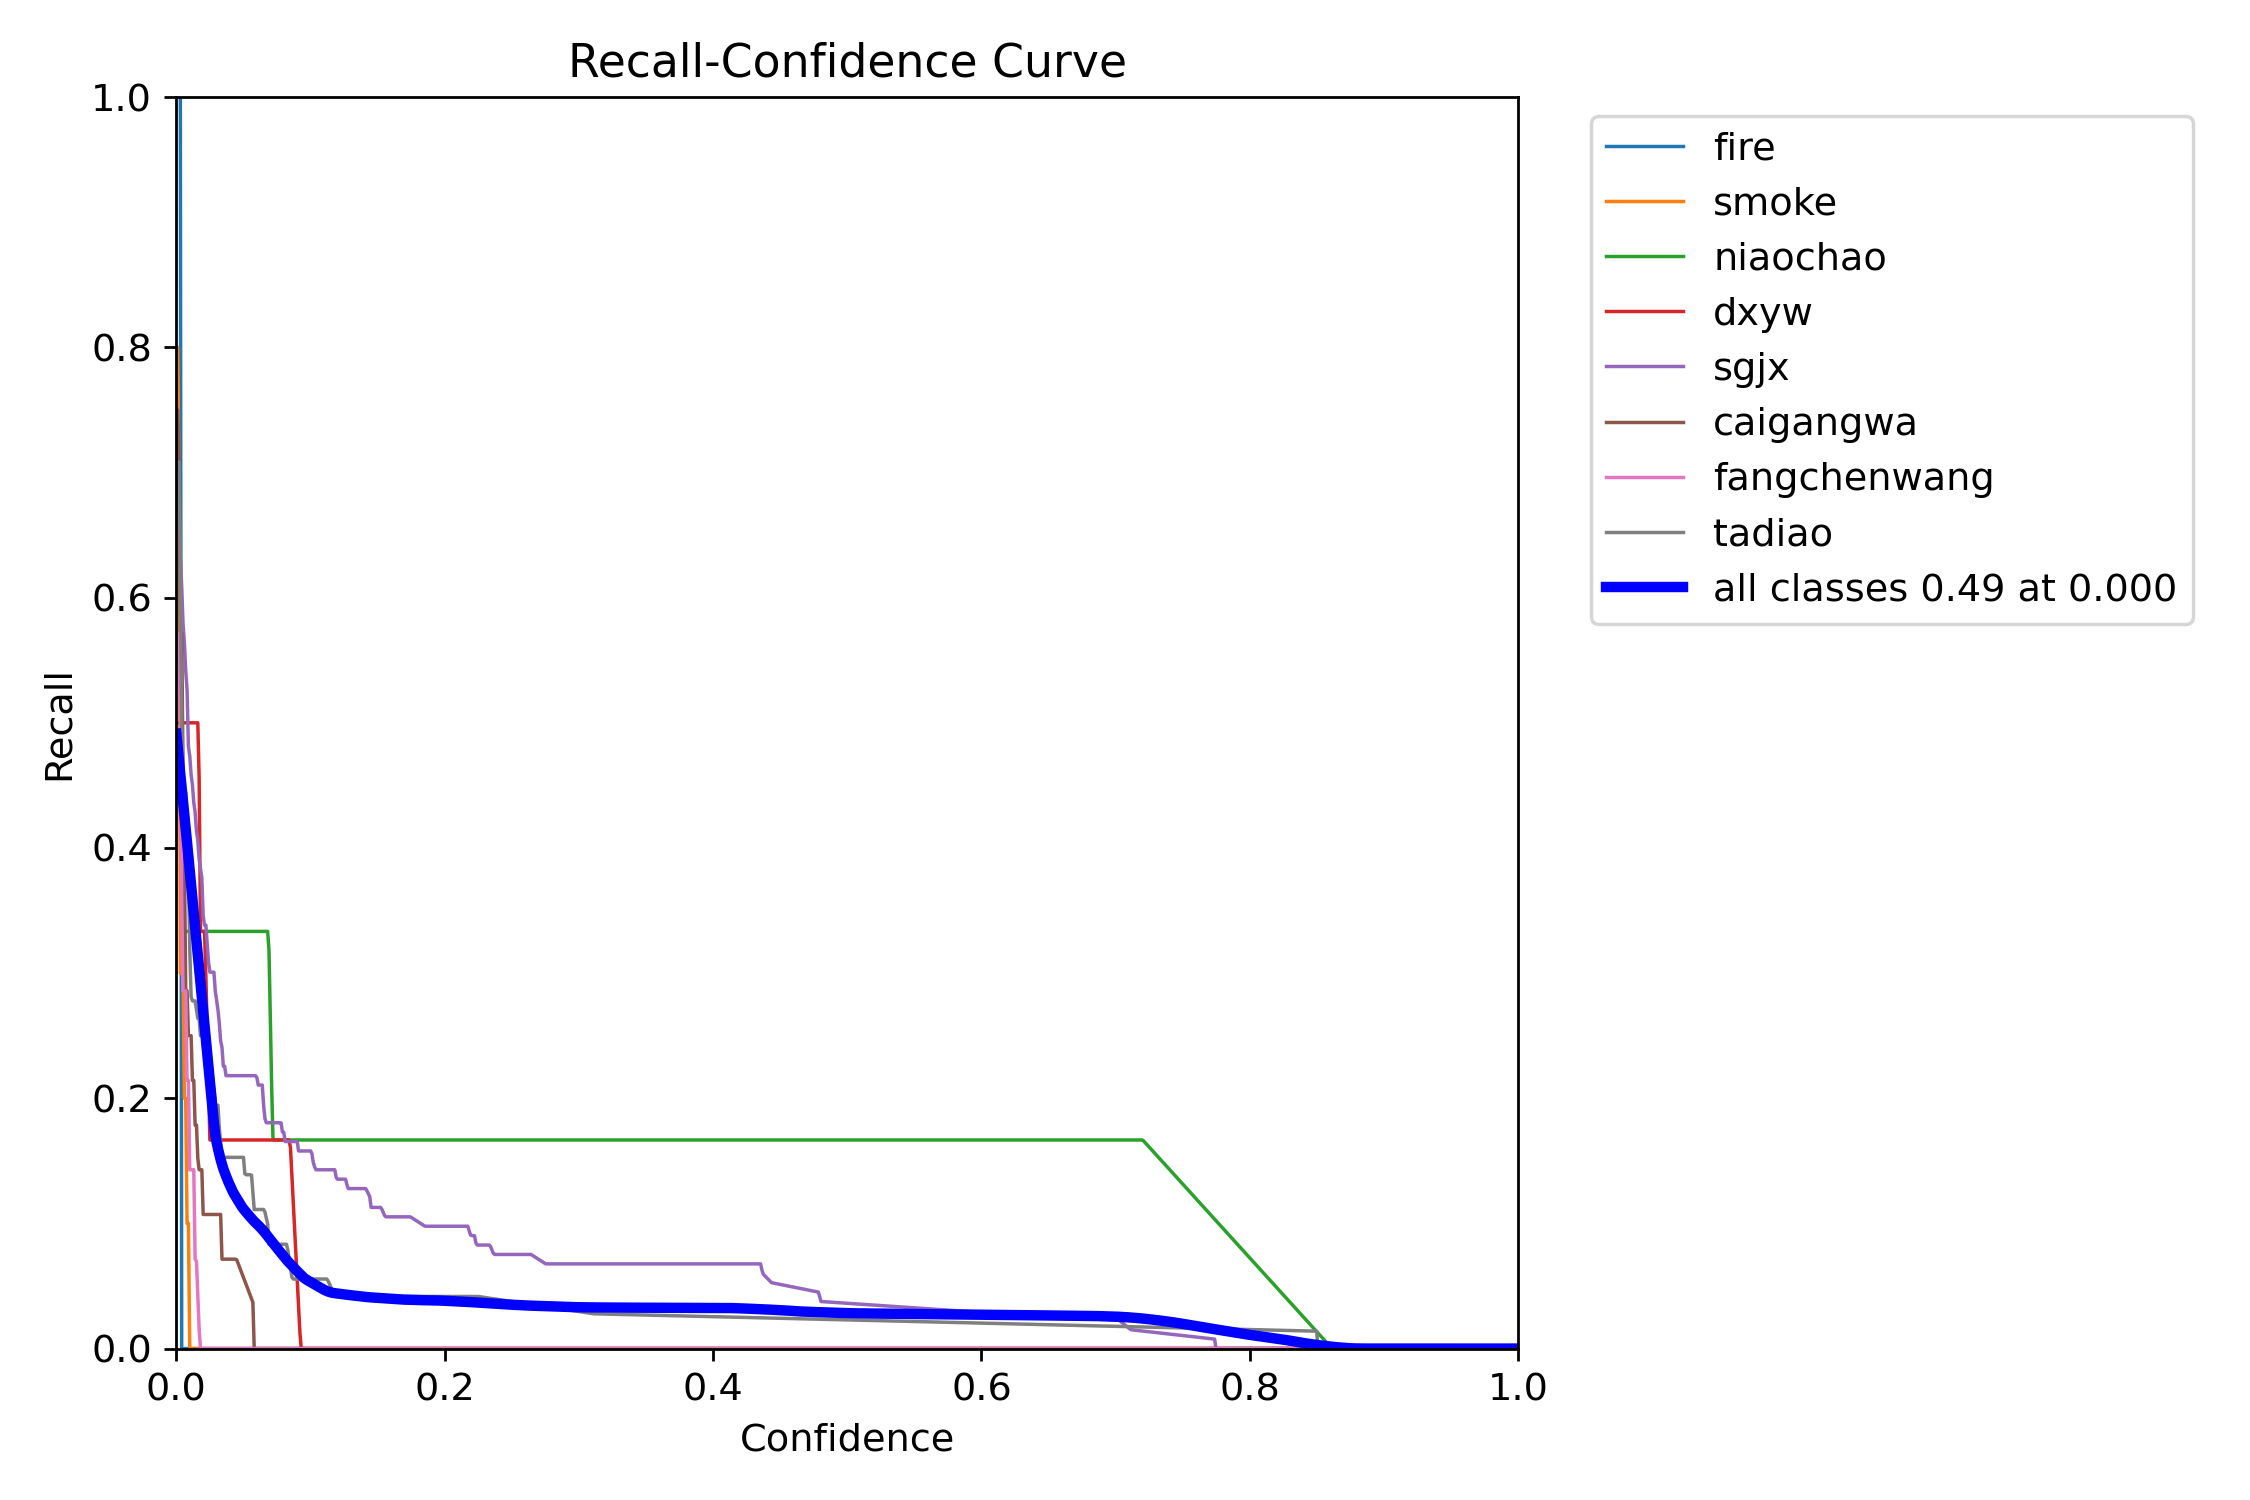 Recall-Confidence Curve
1.0
0.8
0.6
0.4
0.2
0.0
Recall
0.0 0.2 0.4 0.6 0.8 1.0
Confidence
fire
smoke
niaochao
dxyw
sgjx
caigangwa
fangchenwang
tadiao
all classes 0.49 at 0.000